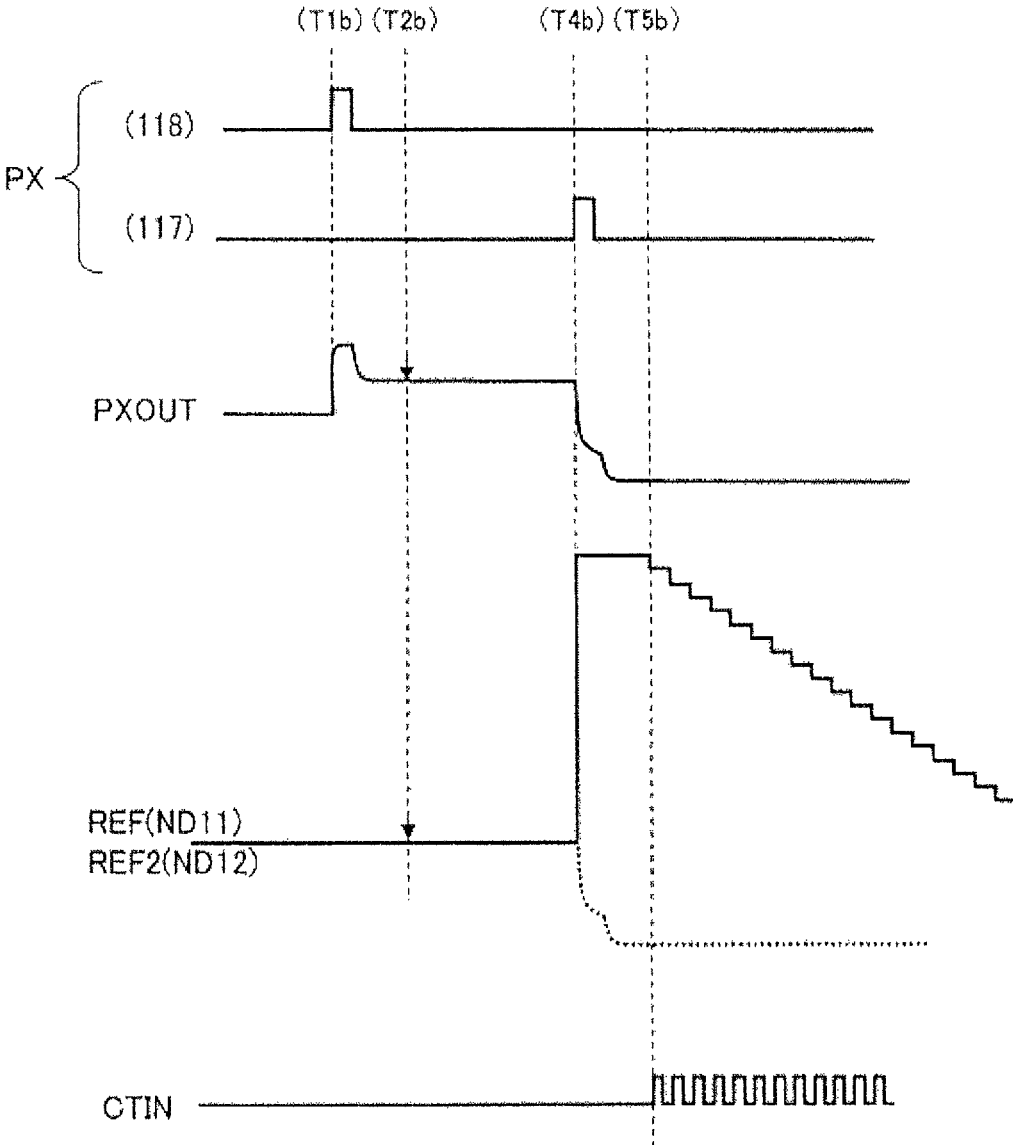 (T1b) (T2b) (T4b) (T5b)
(118)
PX
(117)
PXOUT
REF(ND11)
REF2(ND12)
CTIN